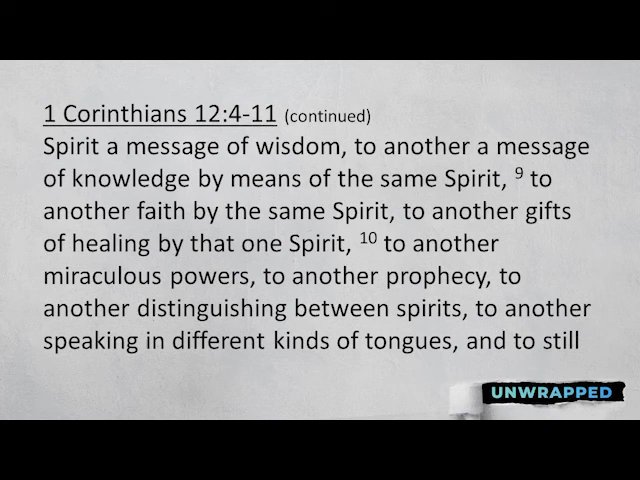 1 Corinthians 12:4-11 (continued)
Spirit a message of wisdom, to another a message
of knowledge by means of the same Spirit, 9 to
another faith by the same Spirit, to another gifts
of healing by that one Spirit, 10 to another
miraculous powers, to another prophecy, to
another distinguishing between spirits, to another
speaking in different kinds of tongues, and to still
UNWRAPPED